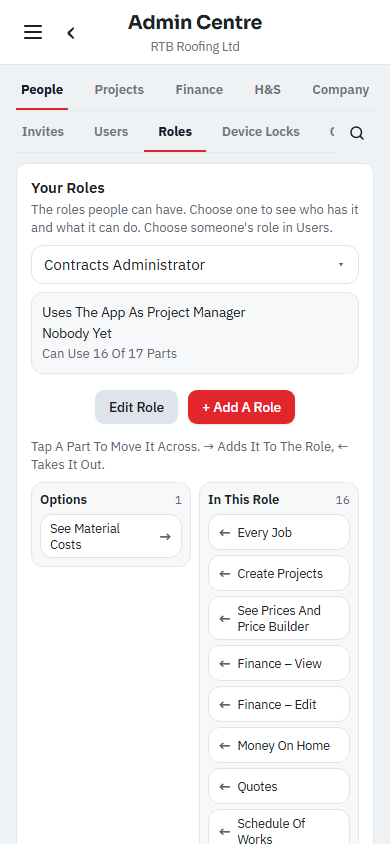 Admin Centre
RTB Roofing Ltd
People Projects Finance H&S Company
Invites Users Roles Device Locks
Your Roles
The roles people can have. Choose one to see who has it
and what it can do. Choose someone's role in Users.
Contracts Administrator
Uses The App As Project Manager
Nobody Yet
Can Use 16 Of 17 Parts
Edit Role + Add A Role
Tap A Part To Move It Across. → Adds It To The Role, ←
Takes It Out.
Options 1
See Material
Costs →
In This Role 16
← Every Job
← Create Projects
← See Prices And
Price Builder
← Finance – View
← Finance – Edit
← Money On Home
← Quotes
← Schedule Of
Works